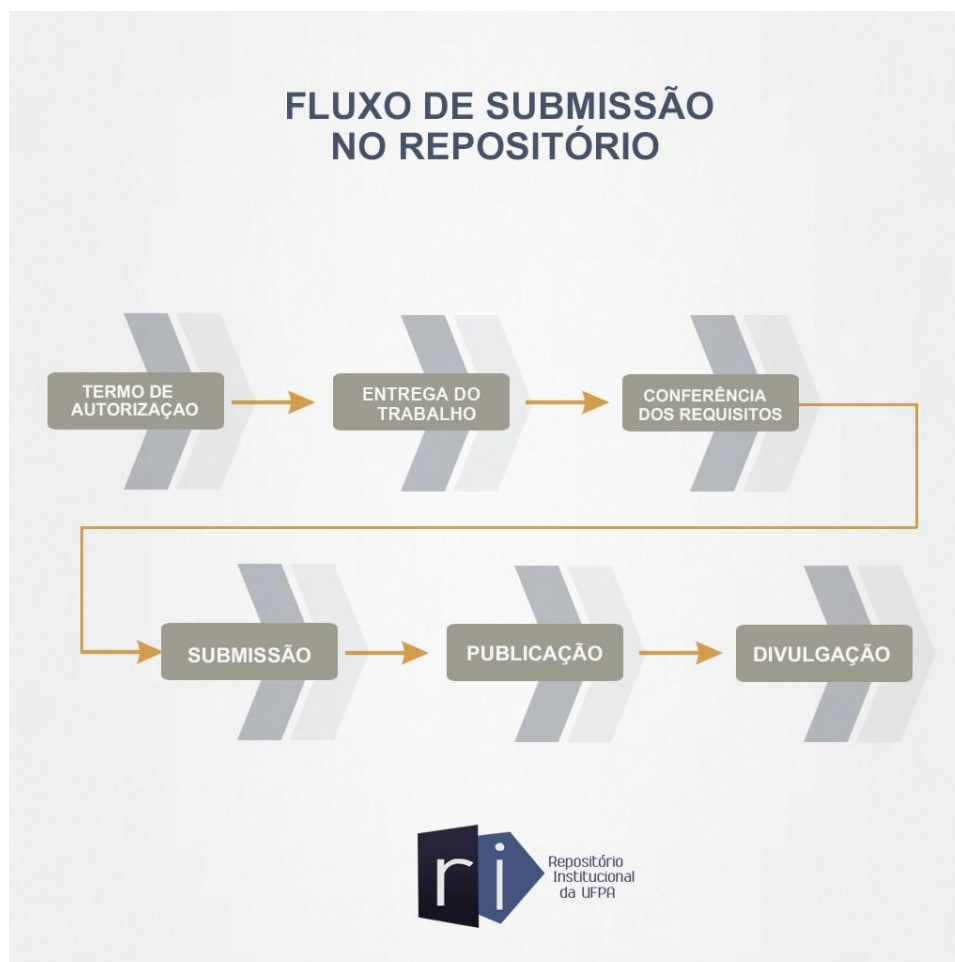 FLUXO DE SUBMISSÃO
NO REPOSITÓRIO
TERMO DE
AUTORIZAÇAO
ENTREGA DO
TRABALHO
CONFERÊNCIA
DOS REQUISITOS
SUBMISSÃO
PUBLICAÇÃO
DIVULGAÇÃO
ri
Repositório
Institucional
da UFPA